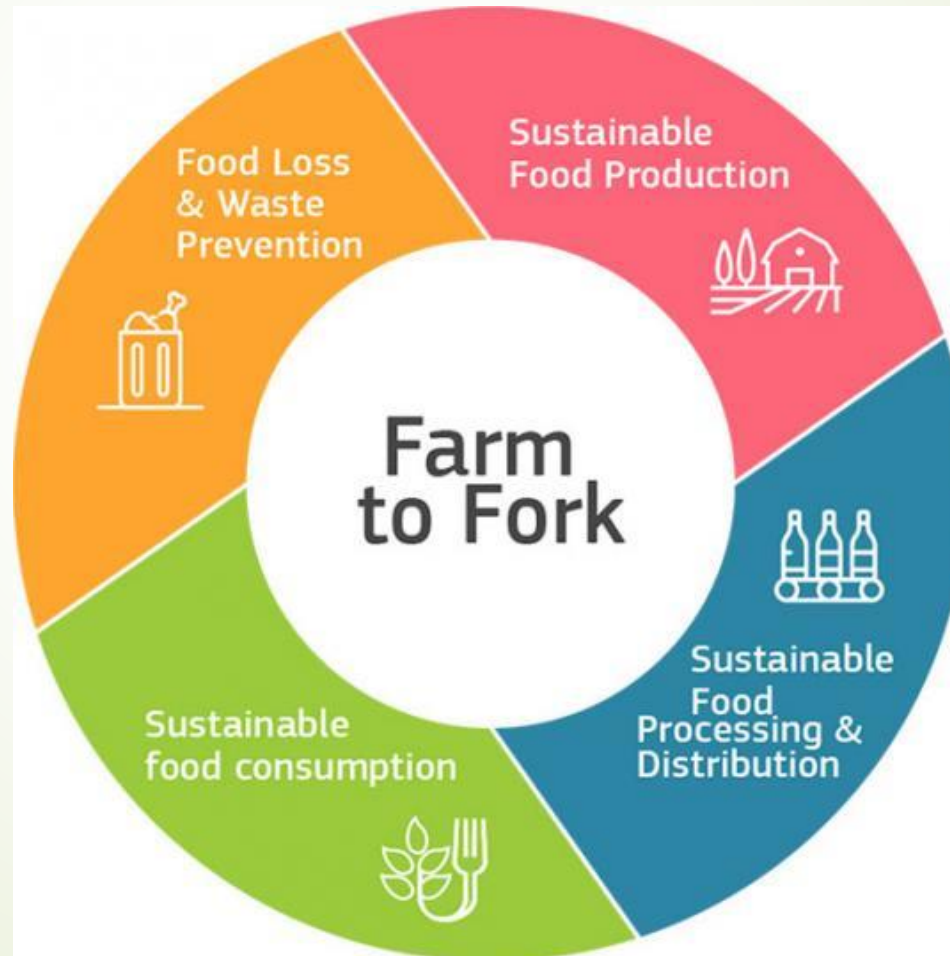 Food Loss
& Waste
Prevention
Sustainable
Food Production
Farm
to Fork
Sustainable
Food
Processing &
Distribution
Sustainable
food consumption